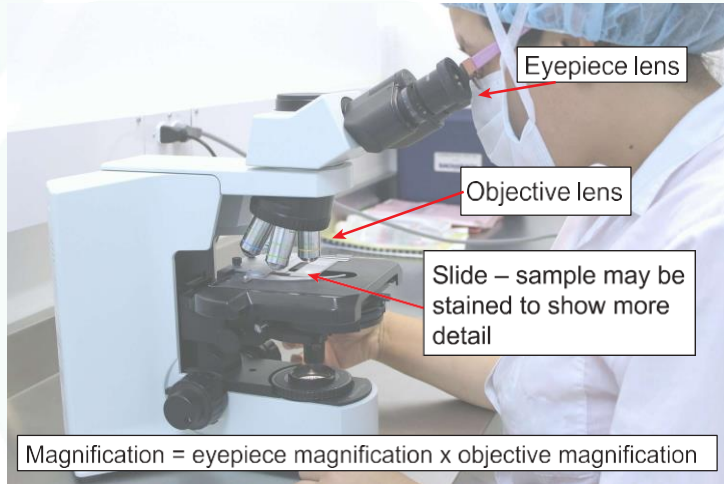 Eyepiece lens
Objective lens
Slide – sample may be
stained to show more
detail
Magnification = eyepiece magnification x objective magnification